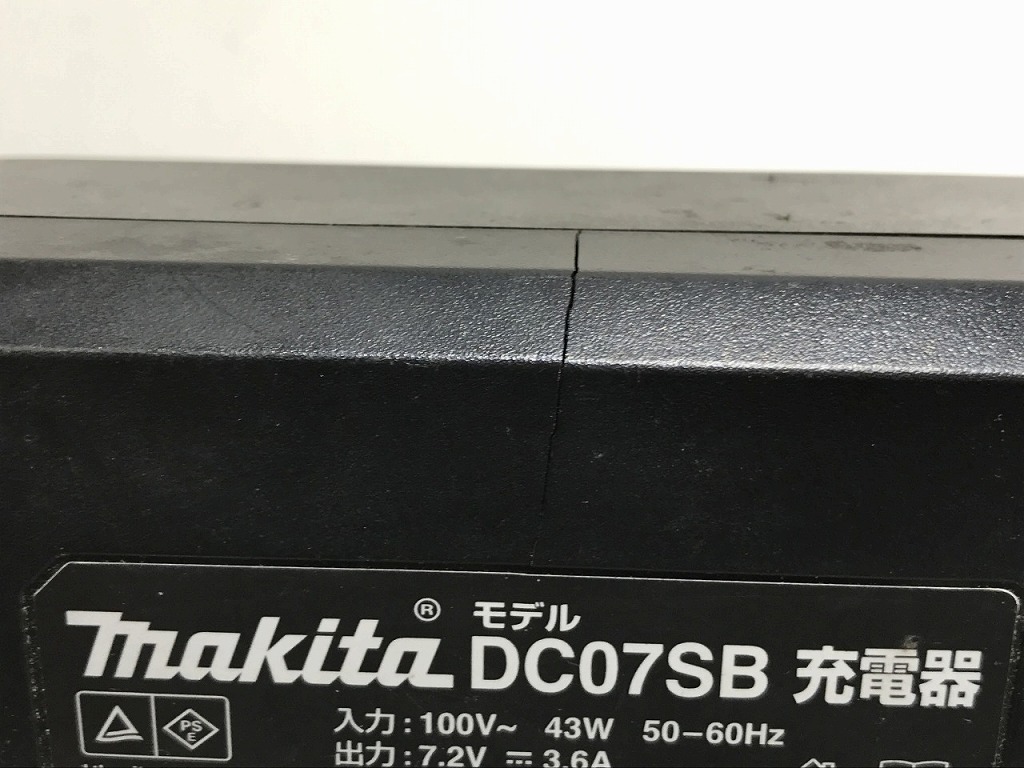 makita® モデル DC07SB 充電器
PS
E
入力:100V~ 43W 50-60Hz
出力:7.2V ⎓ 3.6A